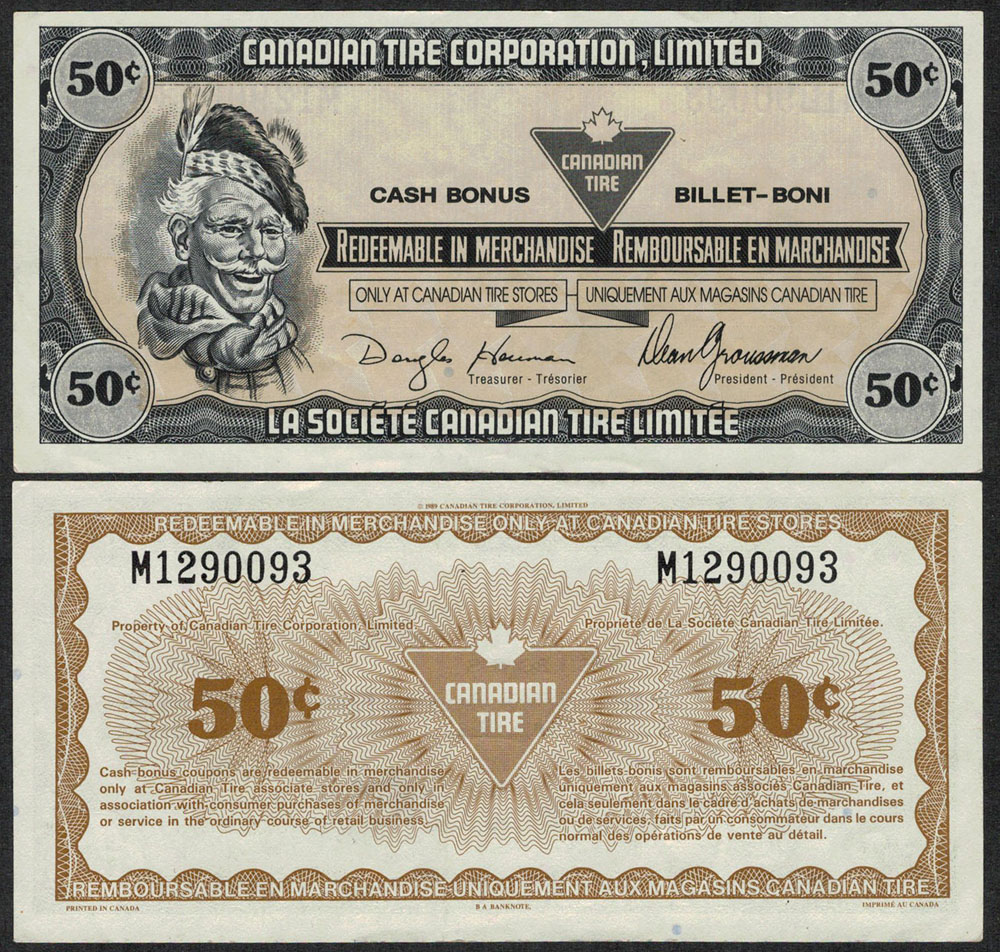 50¢ CANADIAN TIRE CORPORATION, LIMITED 50¢
CANADIAN
TIRE
CASH BONUS BILLET-BONI
REDEEMABLE IN MERCHANDISE REMBOURSABLE EN MARCHANDISE
ONLY AT CANADIAN TIRE STORES UNIQUEMENT AUX MAGASINS CANADIAN TIRE
Dean Groussman
Treasurer - Trésorier President - Président
50¢ LA SOCIÉTÉ CANADIAN TIRE LIMITÉE 50¢
© 1989 CANADIAN TIRE CORPORATION, LIMITED
REDEEMABLE IN MERCHANDISE ONLY AT CANADIAN TIRE STORES
M1290093 M1290093
Property of Canadian Tire Corporation, Limited. Propriété de La Société Canadian Tire Limitée.
50¢ CANADIAN 50¢
TIRE
Cash bonus coupons are redeemable in merchandise
only at Canadian Tire associate stores and only in
association with consumer purchases of merchandise
or service in the ordinary course of retail business
Les billets-bonis sont remboursables en marchandise
uniquement aux magasins associés Canadian Tire, et
cela seulement dans le cadre d'achats de marchandises
ou de services, faits par un consommateur dans le cours
normal des opérations de vente au détail.
REMBOURSABLE EN MARCHANDISE UNIQUEMENT AUX MAGASINS CANADIAN TIRE
PRINTED IN CANADA B A BANKNOTE. IMPRIMÉ AU CANADA